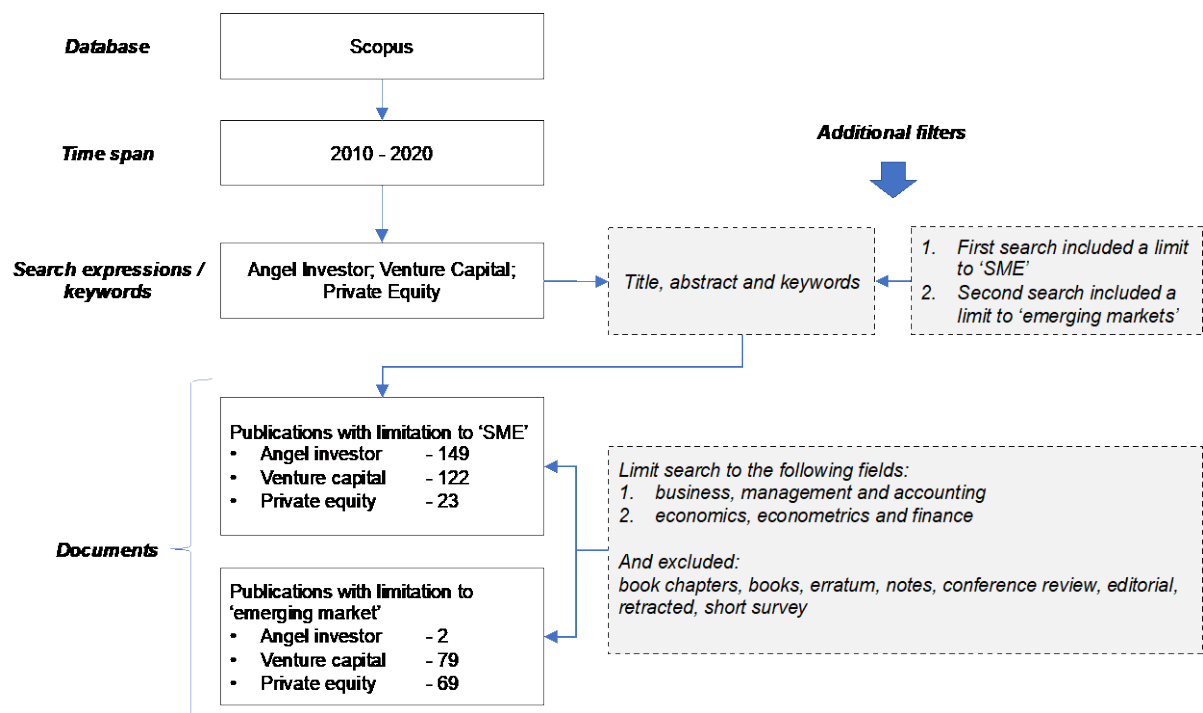 Database
Scopus
Time span
2010 - 2020
Additional filters
Search expressions /
keywords
Angel Investor; Venture Capital;
Private Equity
Title, abstract and keywords
1. First search included a limit
to ‘SME’
2. Second search included a
limit to ‘emerging markets’
Documents
Publications with limitation to ‘SME’
• Angel investor - 149
• Venture capital - 122
• Private equity - 23
Publications with limitation to
‘emerging market’
• Angel investor - 2
• Venture capital - 79
• Private equity - 69
Limit search to the following fields:
1. business, management and accounting
2. economics, econometrics and finance
And excluded:
book chapters, books, erratum, notes, conference review, editorial,
retracted, short survey